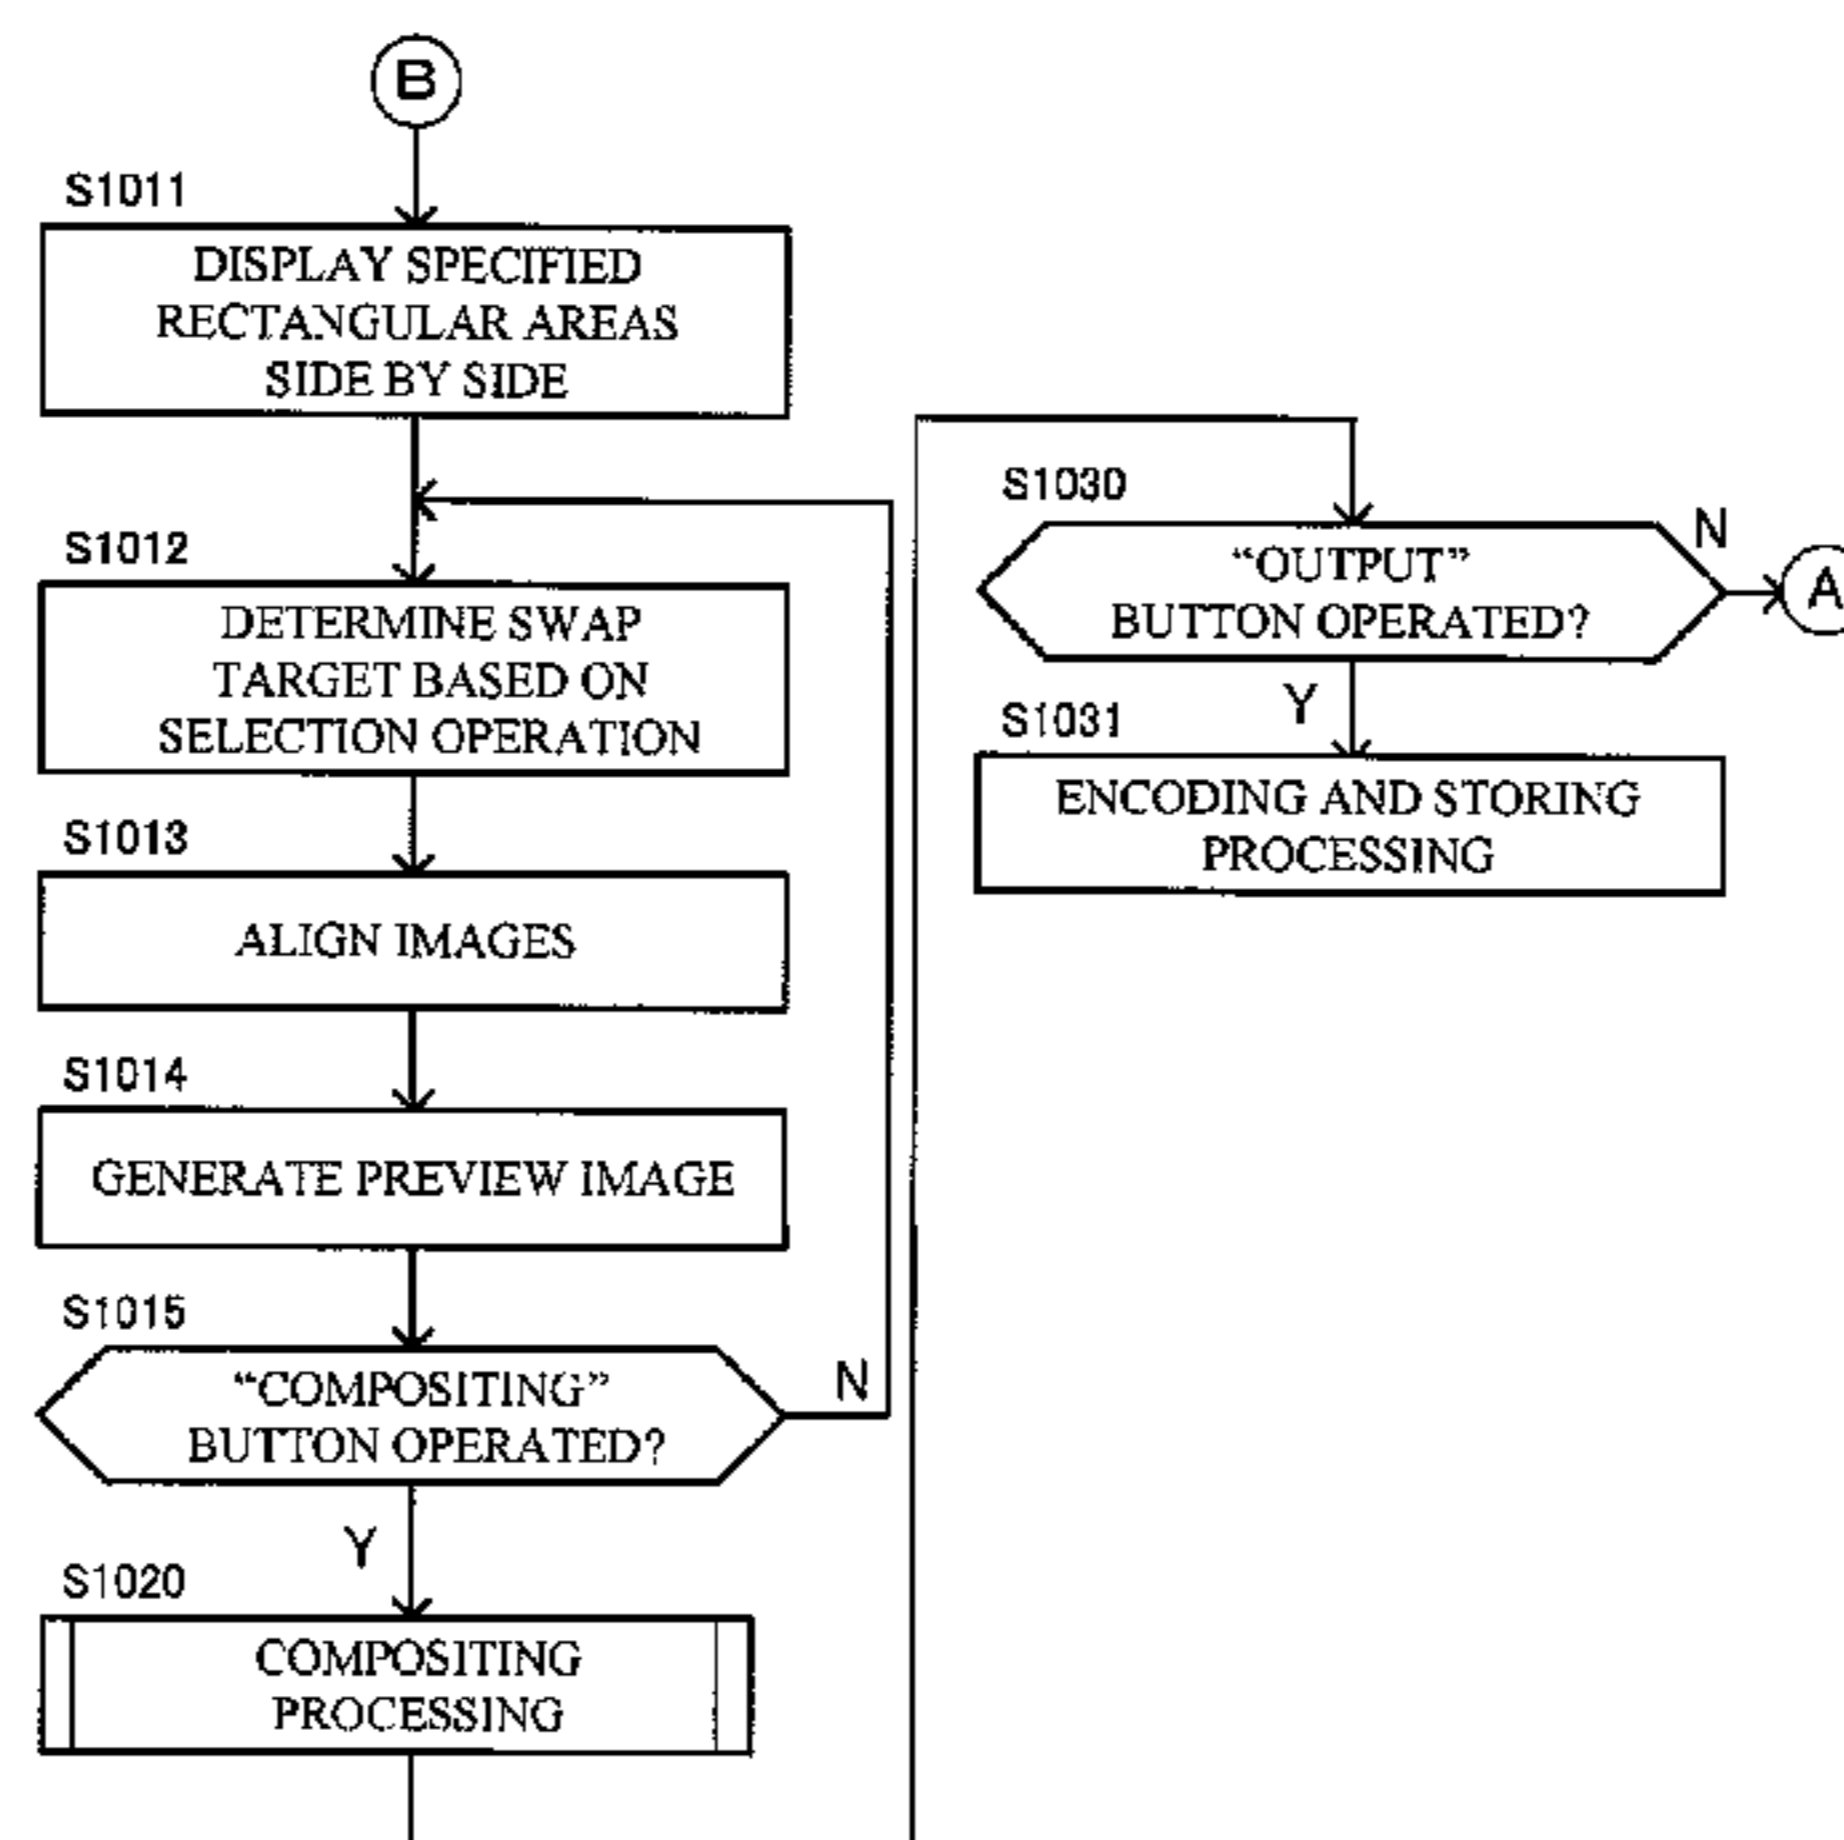 B
S1011
DISPLAY SPECIFIED
RECTANGULAR AREAS
SIDE BY SIDE
S1012
DETERMINE SWAP
TARGET BASED ON
SELECTION OPERATION
S1013
ALIGN IMAGES
S1014
GENERATE PREVIEW IMAGE
S1015
“COMPOSITING”
BUTTON OPERATED?
N
Y
S1020
COMPOSITING
PROCESSING
S1030
“OUTPUT”
BUTTON OPERATED?
N
A
Y
S1031
ENCODING AND STORING
PROCESSING